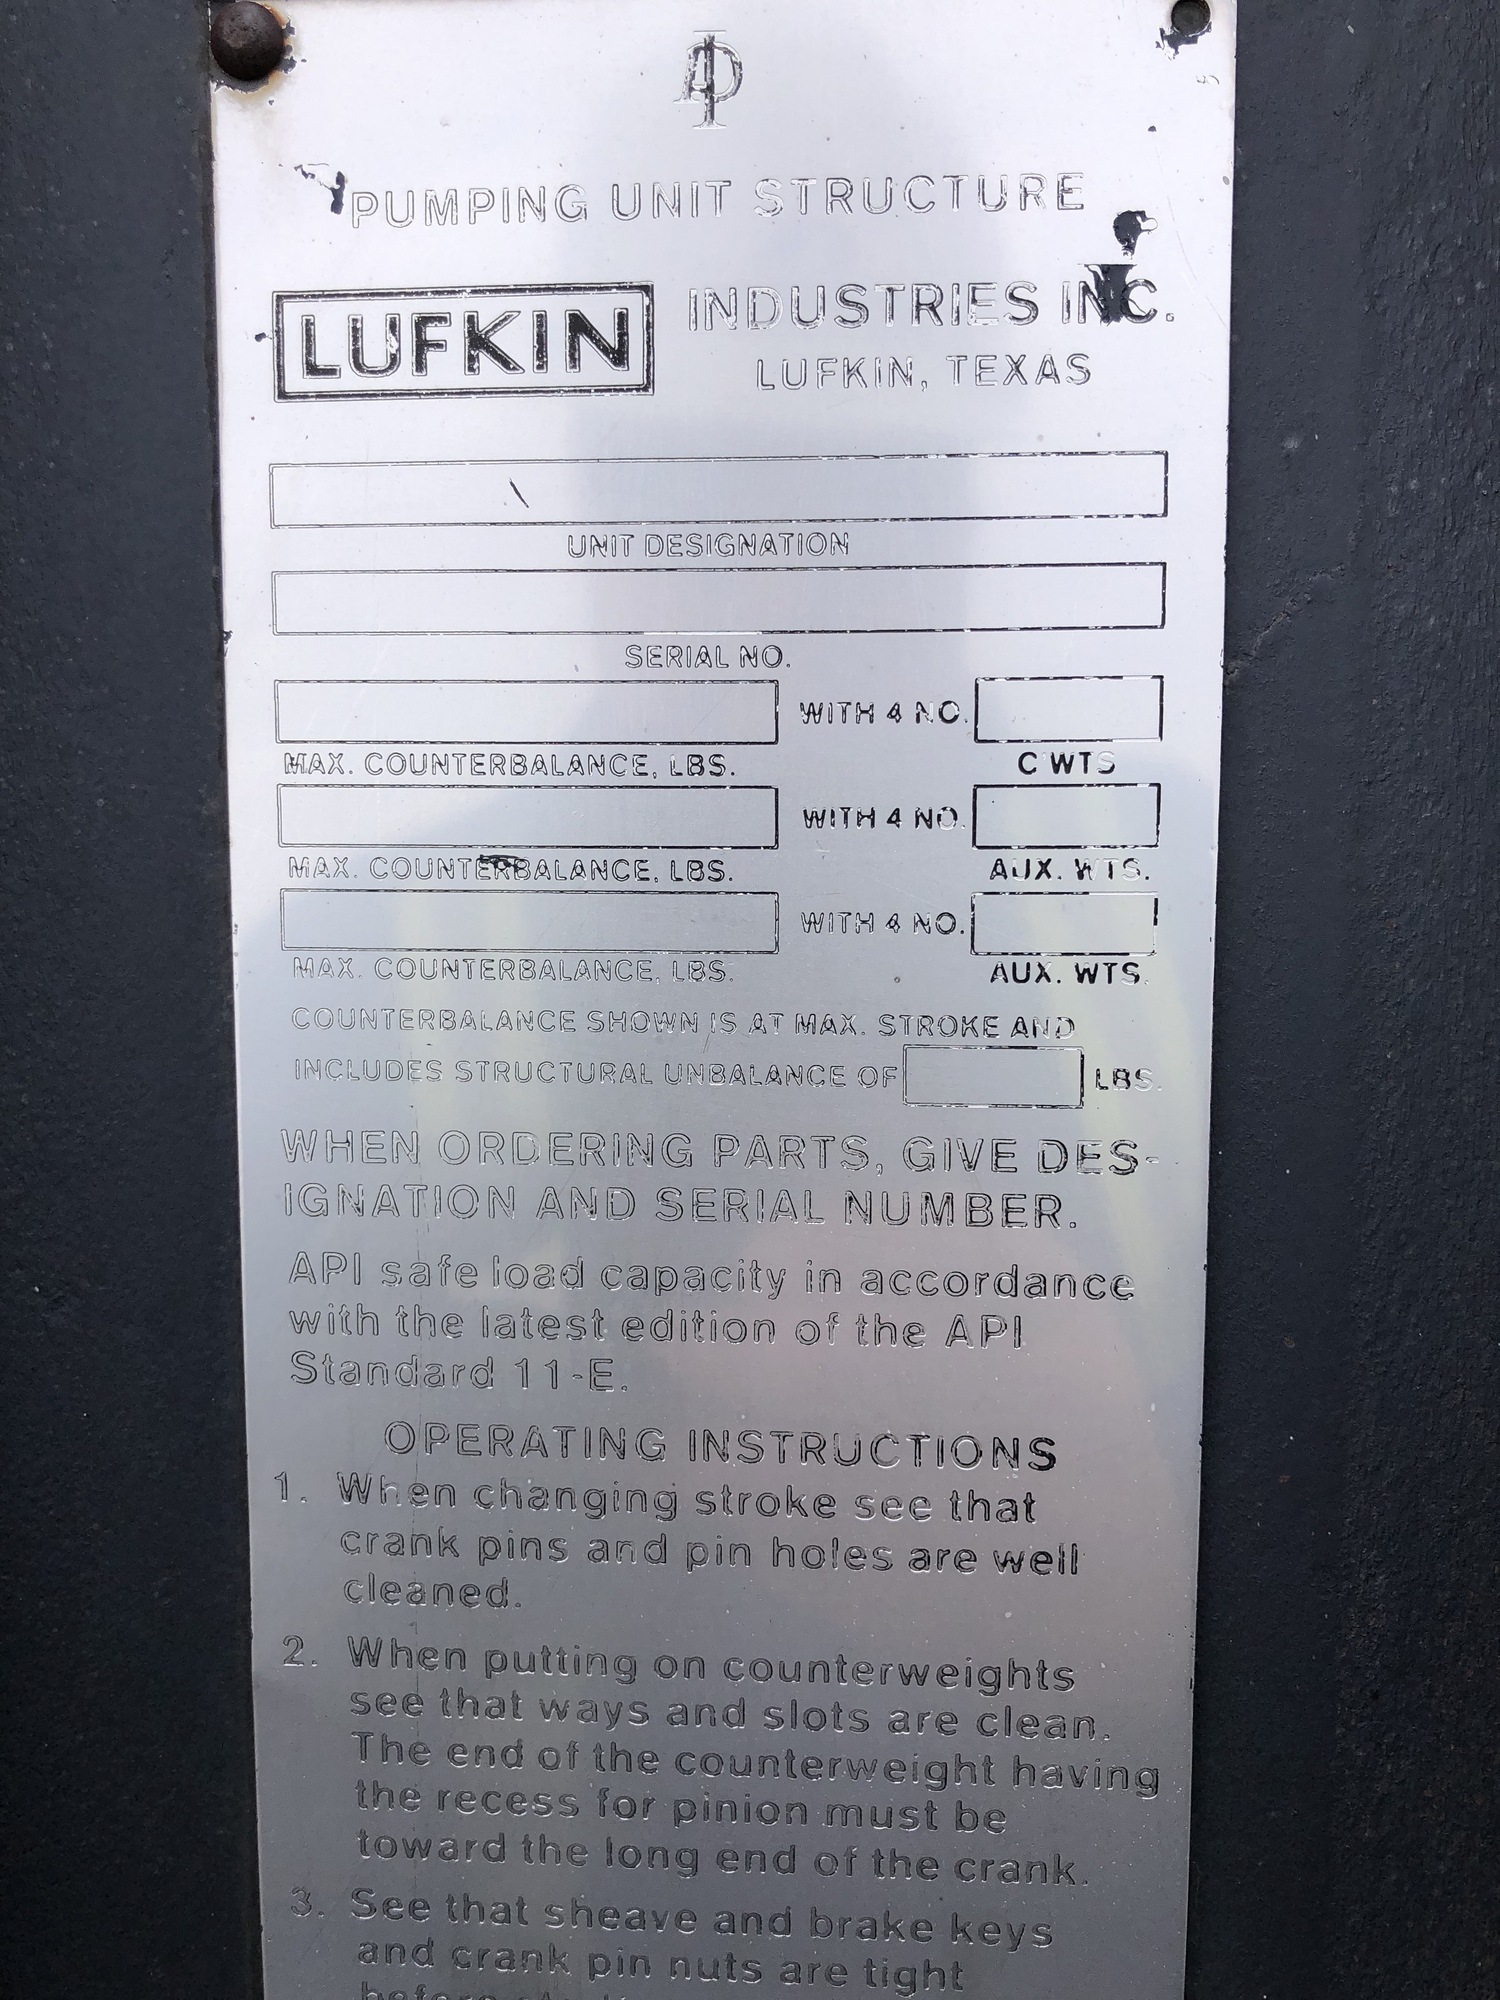 API
PUMPING UNIT STRUCTURE
LUFKIN INDUSTRIES INC.
LUFKIN, TEXAS
UNIT DESIGNATION
SERIAL NO.
WITH 4 NO.
MAX. COUNTERBALANCE, LBS. C'WTS
WITH 4 NO.
MAX. COUNTERBALANCE, LBS. AUX. WTS.
WITH 4 NO.
MAX. COUNTERBALANCE, LBS. AUX. WTS.
COUNTERBALANCE SHOWN IS AT MAX. STROKE AND
INCLUDES STRUCTURAL UNBALANCE OF LBS.
WHEN ORDERING PARTS, GIVE DES-
IGNATION AND SERIAL NUMBER.
API safe load capacity in accordance
with the latest edition of the API
Standard 11-E.
OPERATING INSTRUCTIONS
1. When changing stroke see that
crank pins and pin holes are well
cleaned.
2. When putting on counterweights
see that ways and slots are clean.
The end of the counterweight having
the recess for pinion must be
toward the long end of the crank.
3. See that sheave and brake keys
and crank pin nuts are tight
before